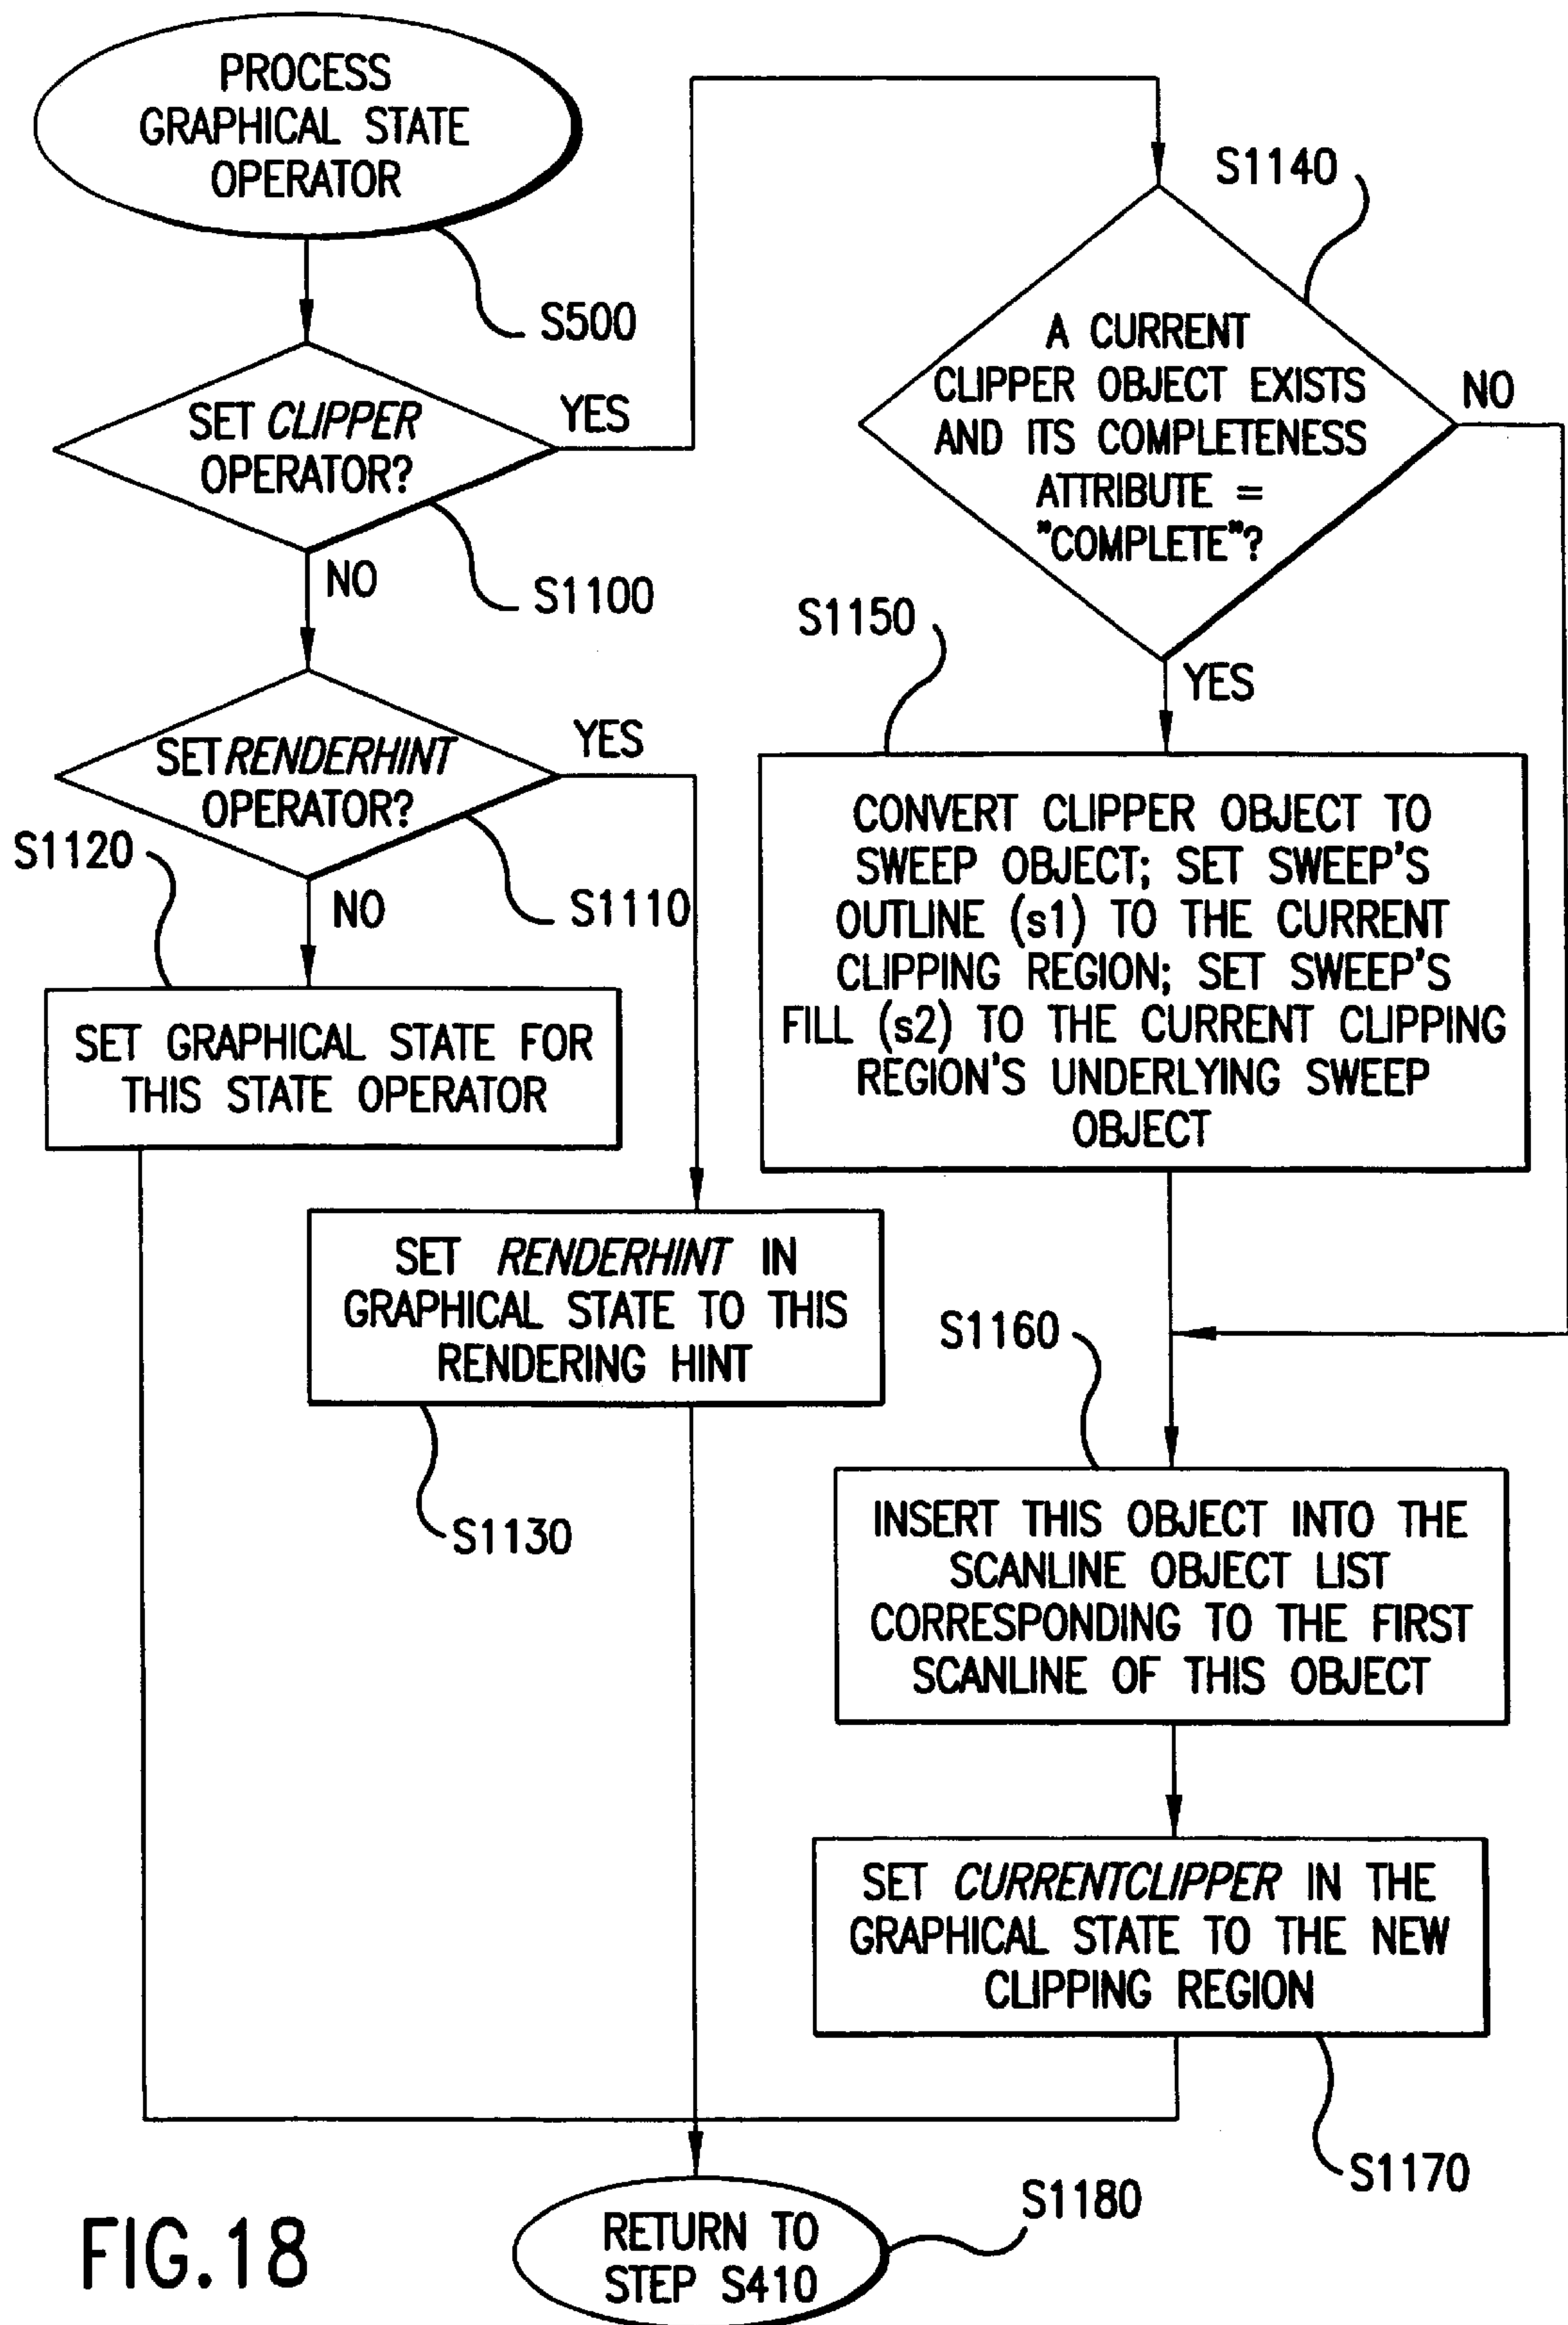 PROCESS
GRAPHICAL STATE
OPERATOR
S500
SET CLIPPER
OPERATOR?
YES
NO
S1100
SET RENDERHINT
OPERATOR?
YES
NO
S1110
S1120
SET GRAPHICAL STATE FOR
THIS STATE OPERATOR
SET RENDERHINT IN
GRAPHICAL STATE TO THIS
RENDERING HINT
S1130
S1140
A CURRENT
CLIPPER OBJECT EXISTS
AND ITS COMPLETENESS
ATTRIBUTE =
"COMPLETE"?
NO
YES
S1150
CONVERT CLIPPER OBJECT TO
SWEEP OBJECT; SET SWEEP'S
OUTLINE (s1) TO THE CURRENT
CLIPPING REGION; SET SWEEP'S
FILL (s2) TO THE CURRENT CLIPPING
REGION'S UNDERLYING SWEEP
OBJECT
S1160
INSERT THIS OBJECT INTO THE
SCANLINE OBJECT LIST
CORRESPONDING TO THE FIRST
SCANLINE OF THIS OBJECT
SET CURRENTCLIPPER IN THE
GRAPHICAL STATE TO THE NEW
CLIPPING REGION
S1170
RETURN TO
STEP S410
S1180
FIG.18